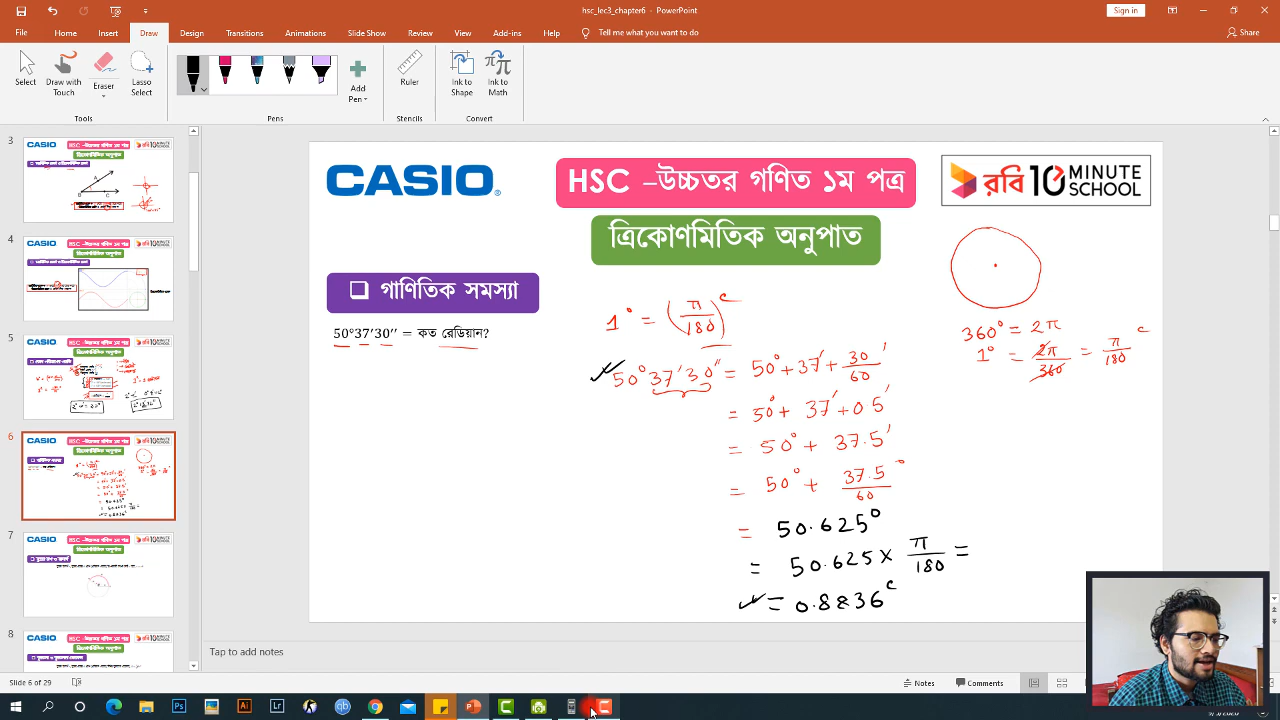 hsc_lec3_chapter6 - PowerPoint
Sign in
File Home Insert Draw Design Transitions Animations Slide Show Review View Add-ins Help Tell me what you want to do Share
Select Draw with Touch Eraser Lasso Select Add Pen Ruler Ink to Shape Ink to Math
Tools Pens Stencils Convert
3
6
7
8
CASIO
HSC –উচ্চতর গণিত ১ম পত্র
রবি 10 MINUTE SCHOOL
ত্রিকোণমিতিক অনুপাত
গাণিতিক সমস্যা
50°37′30′′ = কত রেডিয়ান?
1° = (π/180)^c
50°37′30″ = 50° + 37′ + 30/60′
= 50° + 37′ + 0.5′
= 50° + 37.5′
= 50° + 37.5/60°
= 50.625°
= 50.625 × π/180 =
= 0.8836^c
360° = 2π
1° = 2π/360 = π/180^c
Tap to add notes
Slide 6 of 29
Notes Comments